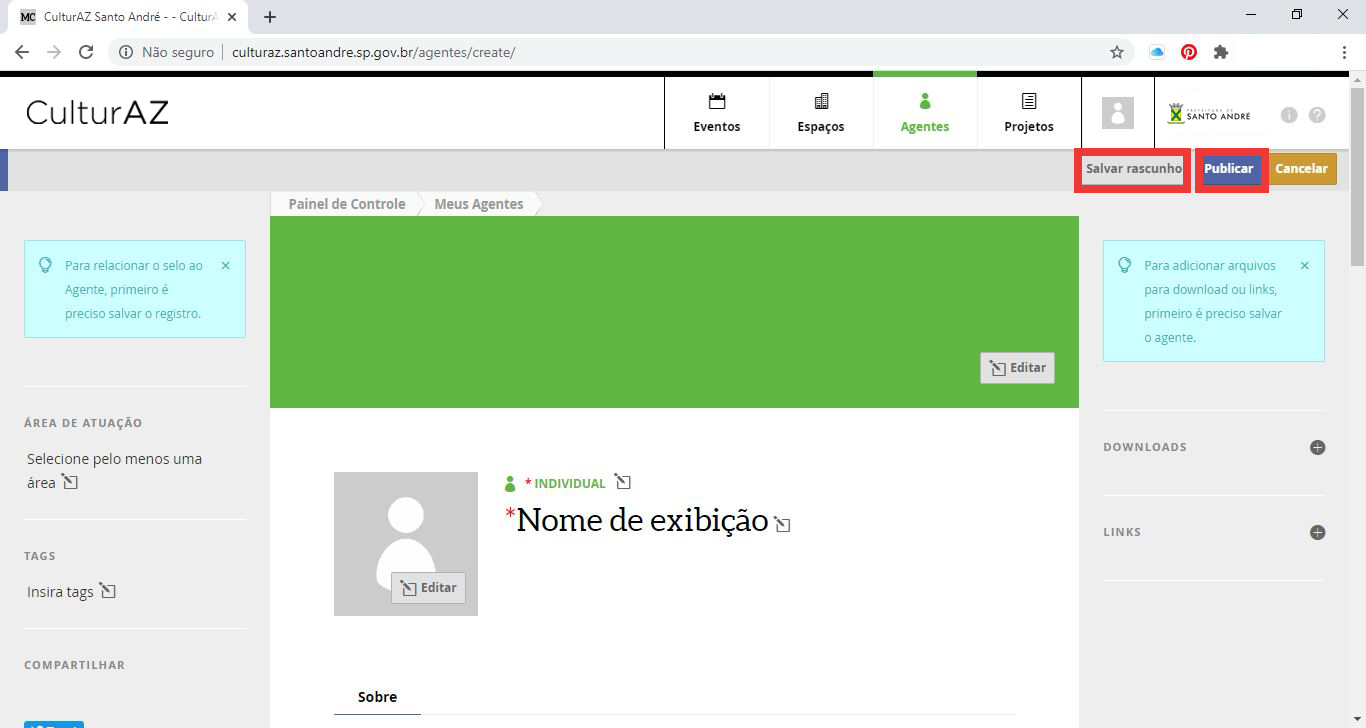 MC CulturAZ Santo André - - Cultur
Não seguro culturaz.santoandre.sp.gov.br/agentes/create/
CulturAZ
Eventos
Espaços
Agentes
Projetos
PREFEITURA DE
SANTO ANDRÉ
Salvar rascunho
Publicar
Cancelar
Painel de Controle
Meus Agentes
Para relacionar o selo ao
Agente, primeiro é
preciso salvar o registro.
ÁREA DE ATUAÇÃO
Selecione pelo menos uma
área
TAGS
Insira tags
COMPARTILHAR
Editar
Editar
* INDIVIDUAL
*Nome de exibição
Sobre
Para adicionar arquivos
para download ou links,
primeiro é preciso salvar
o agente.
DOWNLOADS
LINKS